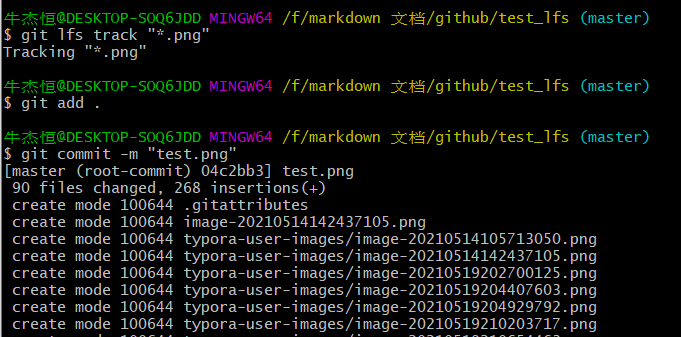 牛杰恒@DESKTOP-SOQ6JDD MINGW64 /f/markdown 文档/github/test_lfs (master)
$ git lfs track "*.png"
Tracking "*.png"
牛杰恒@DESKTOP-SOQ6JDD MINGW64 /f/markdown 文档/github/test_lfs (master)
$ git add .
牛杰恒@DESKTOP-SOQ6JDD MINGW64 /f/markdown 文档/github/test_lfs (master)
$ git commit -m "test.png"
[master (root-commit) 04c2bb3] test.png
 90 files changed, 268 insertions(+)
 create mode 100644 .gitattributes
 create mode 100644 image-20210514142437105.png
 create mode 100644 typora-user-images/image-20210514105713050.png
 create mode 100644 typora-user-images/image-20210514142437105.png
 create mode 100644 typora-user-images/image-20210519202700125.png
 create mode 100644 typora-user-images/image-20210519204407603.png
 create mode 100644 typora-user-images/image-20210519204929792.png
 create mode 100644 typora-user-images/image-20210519210203717.png